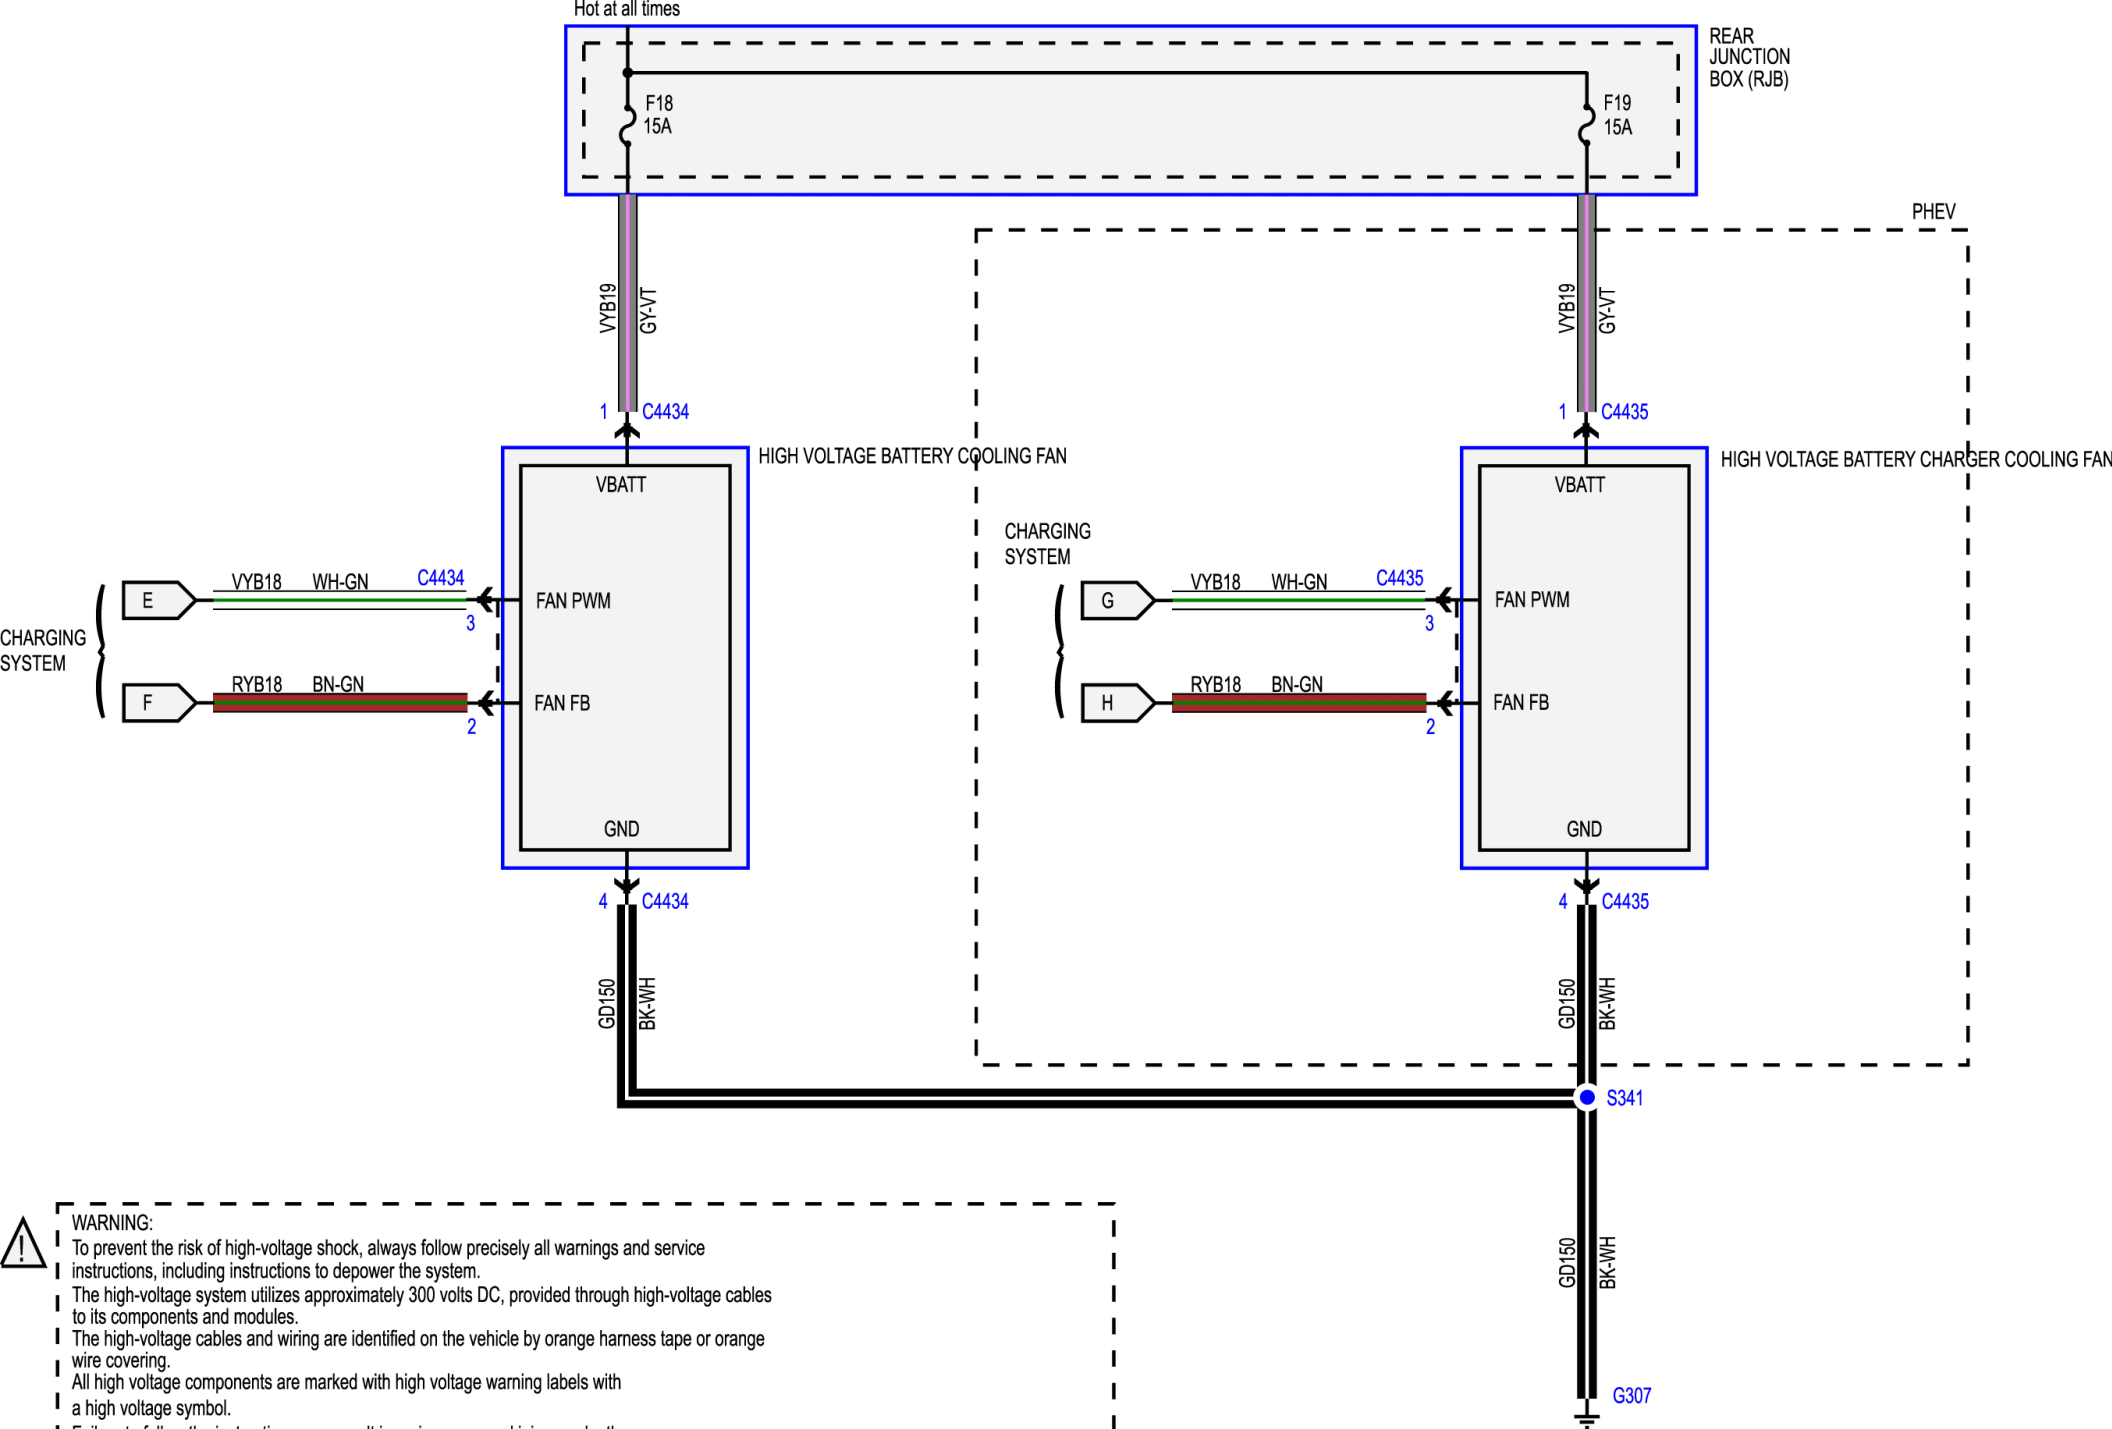 Hot at all times
REAR
JUNCTION
BOX (RJB)
F18
15A
F19
15A
PHEV
VYB19
GY-VT
VYB19
GY-VT
1
C4434
1
C4435
HIGH VOLTAGE BATTERY COOLING FAN
HIGH VOLTAGE BATTERY CHARGER COOLING FAN
VBATT
VBATT
CHARGING
SYSTEM
E
VYB18
WH-GN
C4434
3
FAN PWM
G
VYB18
WH-GN
C4435
3
FAN PWM
CHARGING
SYSTEM
F
RYB18
BN-GN
2
FAN FB
H
RYB18
BN-GN
2
FAN FB
GND
GND
4
C4434
4
C4435
GD150
BK-WH
GD150
BK-WH
S341
GD150
BK-WH
G307
!
WARNING:
To prevent the risk of high-voltage shock, always follow precisely all warnings and service
instructions, including instructions to depower the system.
The high-voltage system utilizes approximately 300 volts DC, provided through high-voltage cables
to its components and modules.
The high-voltage cables and wiring are identified on the vehicle by orange harness tape or orange
wire covering.
All high voltage components are marked with high voltage warning labels with
a high voltage symbol.